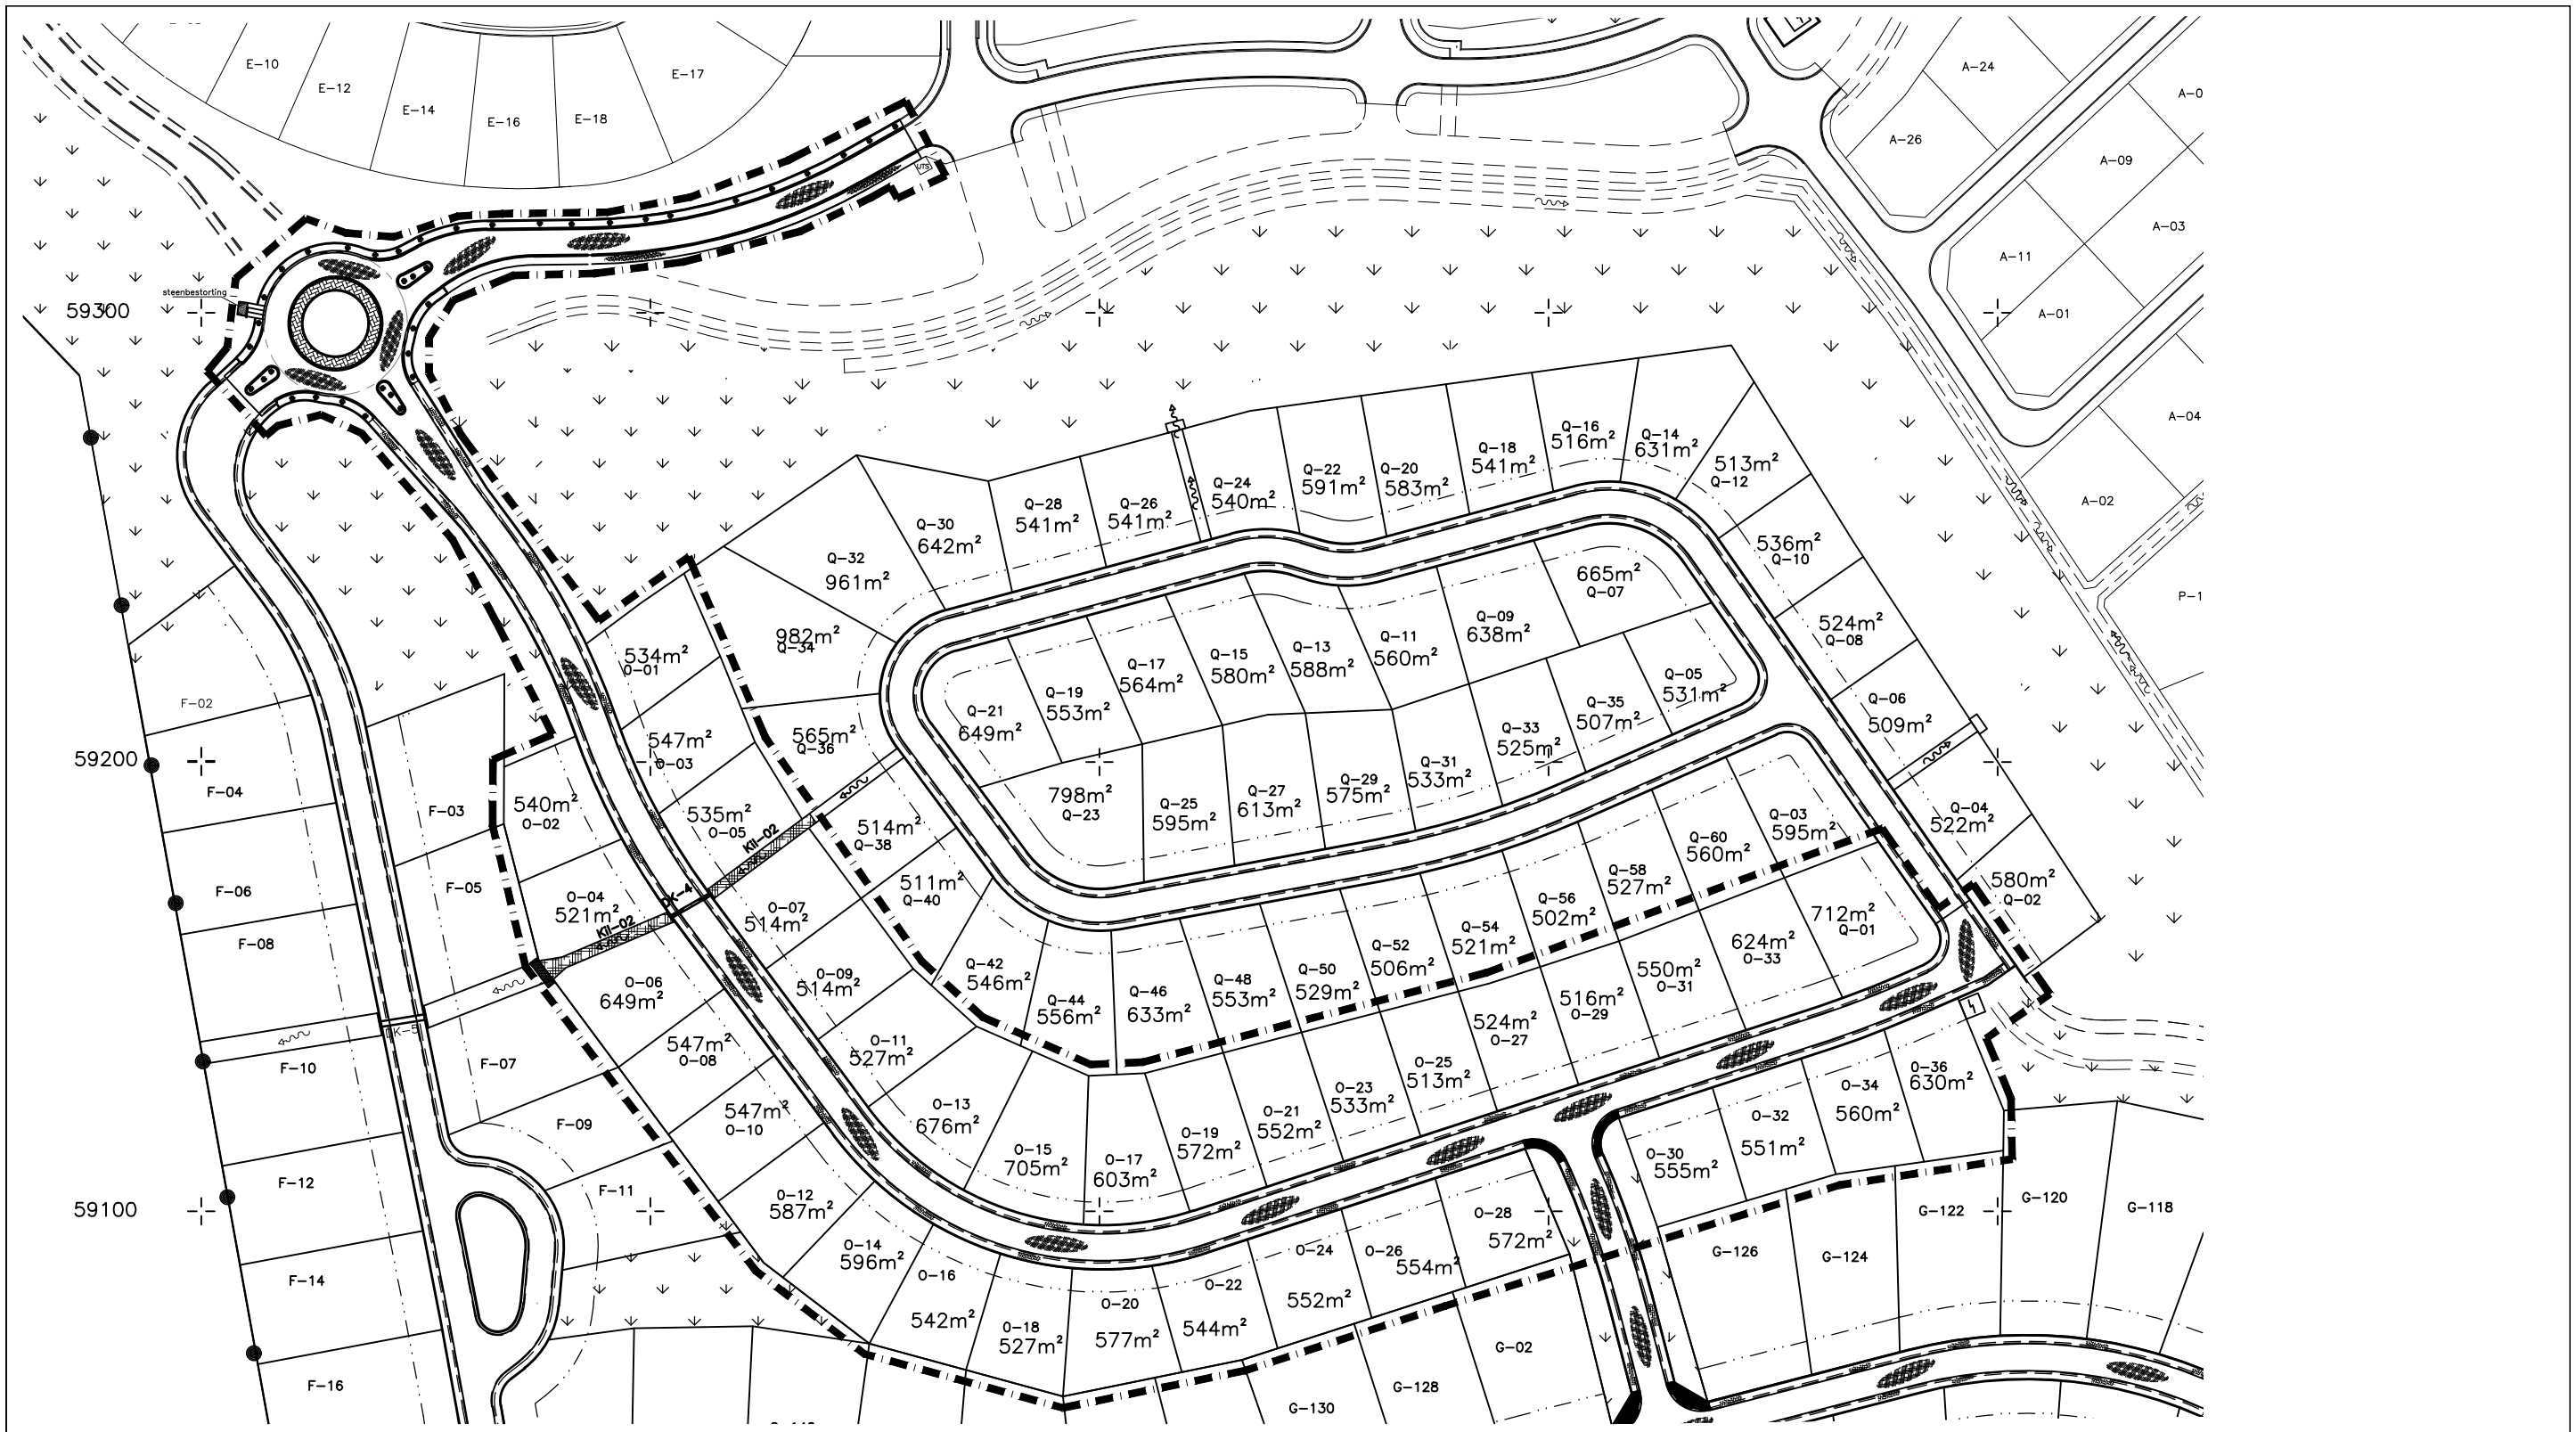 E-10
E-12
E-14
E-16
E-18
E-17
A-24
A-0
A-26
A-09
A-03
A-11
A-01
A-04
A-02
P-1
UTS
steenbestorting
59300
59200
59100
Q-16
516m²
Q-14
631m²
Q-18
541m²
513m²
Q-12
Q-20
583m²
Q-22
591m²
Q-24
540m²
Q-26
541m²
Q-28
541m²
Q-30
642m²
Q-32
961m²
982m²
Q-34
536m²
Q-10
524m²
Q-08
Q-06
509m²
Q-04
522m²
580m²
Q-02
665m²
Q-07
Q-09
638m²
Q-11
560m²
Q-13
588m²
Q-15
580m²
Q-17
564m²
Q-19
553m²
Q-21
649m²
Q-05
531m²
Q-35
507m²
Q-33
525m²
Q-31
533m²
Q-29
575m²
Q-27
613m²
Q-25
595m²
798m²
Q-23
565m²
Q-36
514m²
Q-38
511m²
Q-40
Q-42
546m²
Q-44
556m²
Q-46
633m²
Q-48
553m²
Q-50
529m²
Q-52
506m²
Q-54
521m²
Q-56
502m²
Q-58
527m²
Q-60
560m²
Q-03
595m²
712m²
Q-01
534m²
O-01
547m²
O-03
535m²
O-05
KII-02
DK-4
KII-02
540m²
O-02
O-04
521m²
O-06
649m²
O-07
514m²
O-09
514m²
547m²
O-08
547m²
O-10
O-11
527m²
O-13
676m²
O-15
705m²
O-17
603m²
O-19
572m²
O-21
552m²
O-23
533m²
O-25
513m²
524m²
O-27
516m²
O-29
550m²
O-31
624m²
O-33
O-36
630m²
O-34
560m²
O-32
551m²
O-30
555m²
O-12
587m²
O-14
596m²
O-16
542m²
O-18
527m²
O-20
577m²
O-22
544m²
O-24
552m²
O-26
554m²
O-28
572m²
F-02
F-04
F-03
F-06
F-05
F-08
DK-5
F-10
F-07
F-09
F-12
F-11
F-14
F-16
G-120
G-118
G-122
G-126
G-124
G-02
G-128
G-130